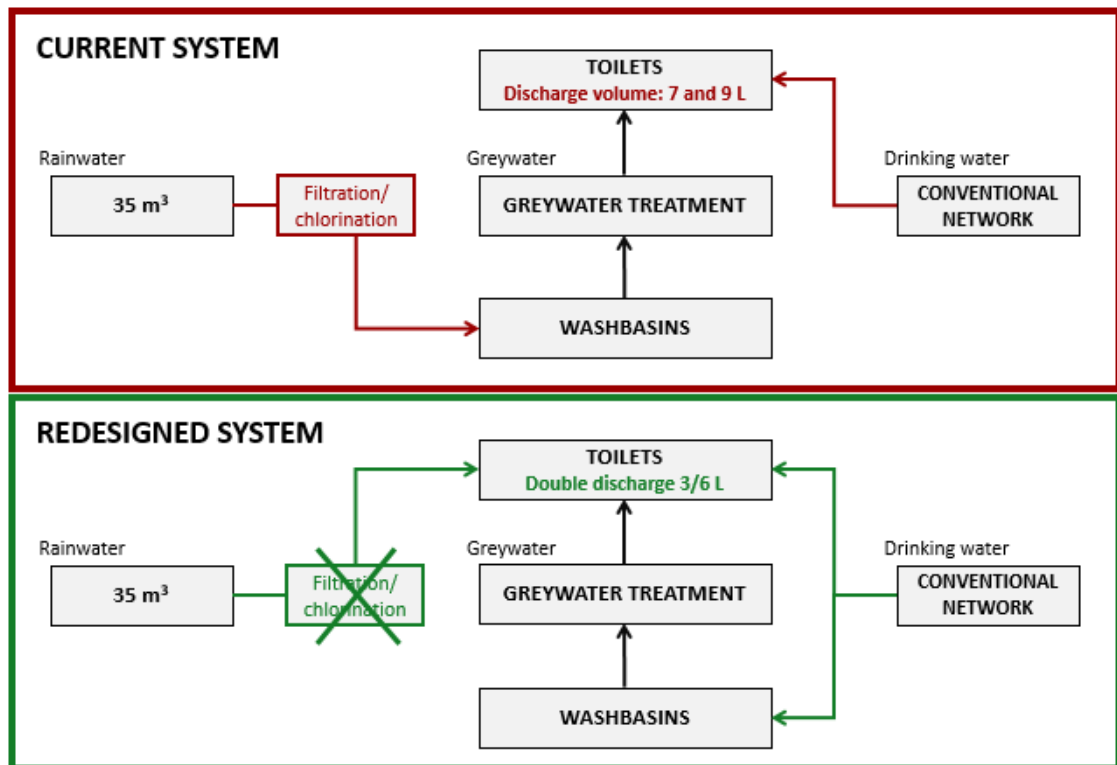 CURRENT SYSTEM
TOILETS
Discharge volume: 7 and 9 L
Rainwater
Greywater
Drinking water
35 m³
Filtration/
chlorination
GREYWATER TREATMENT
CONVENTIONAL
NETWORK
WASHBASINS
REDESIGNED SYSTEM
TOILETS
Double discharge 3/6 L
Rainwater
Greywater
Drinking water
35 m³
Filtration/
chlorination
GREYWATER TREATMENT
CONVENTIONAL
NETWORK
WASHBASINS